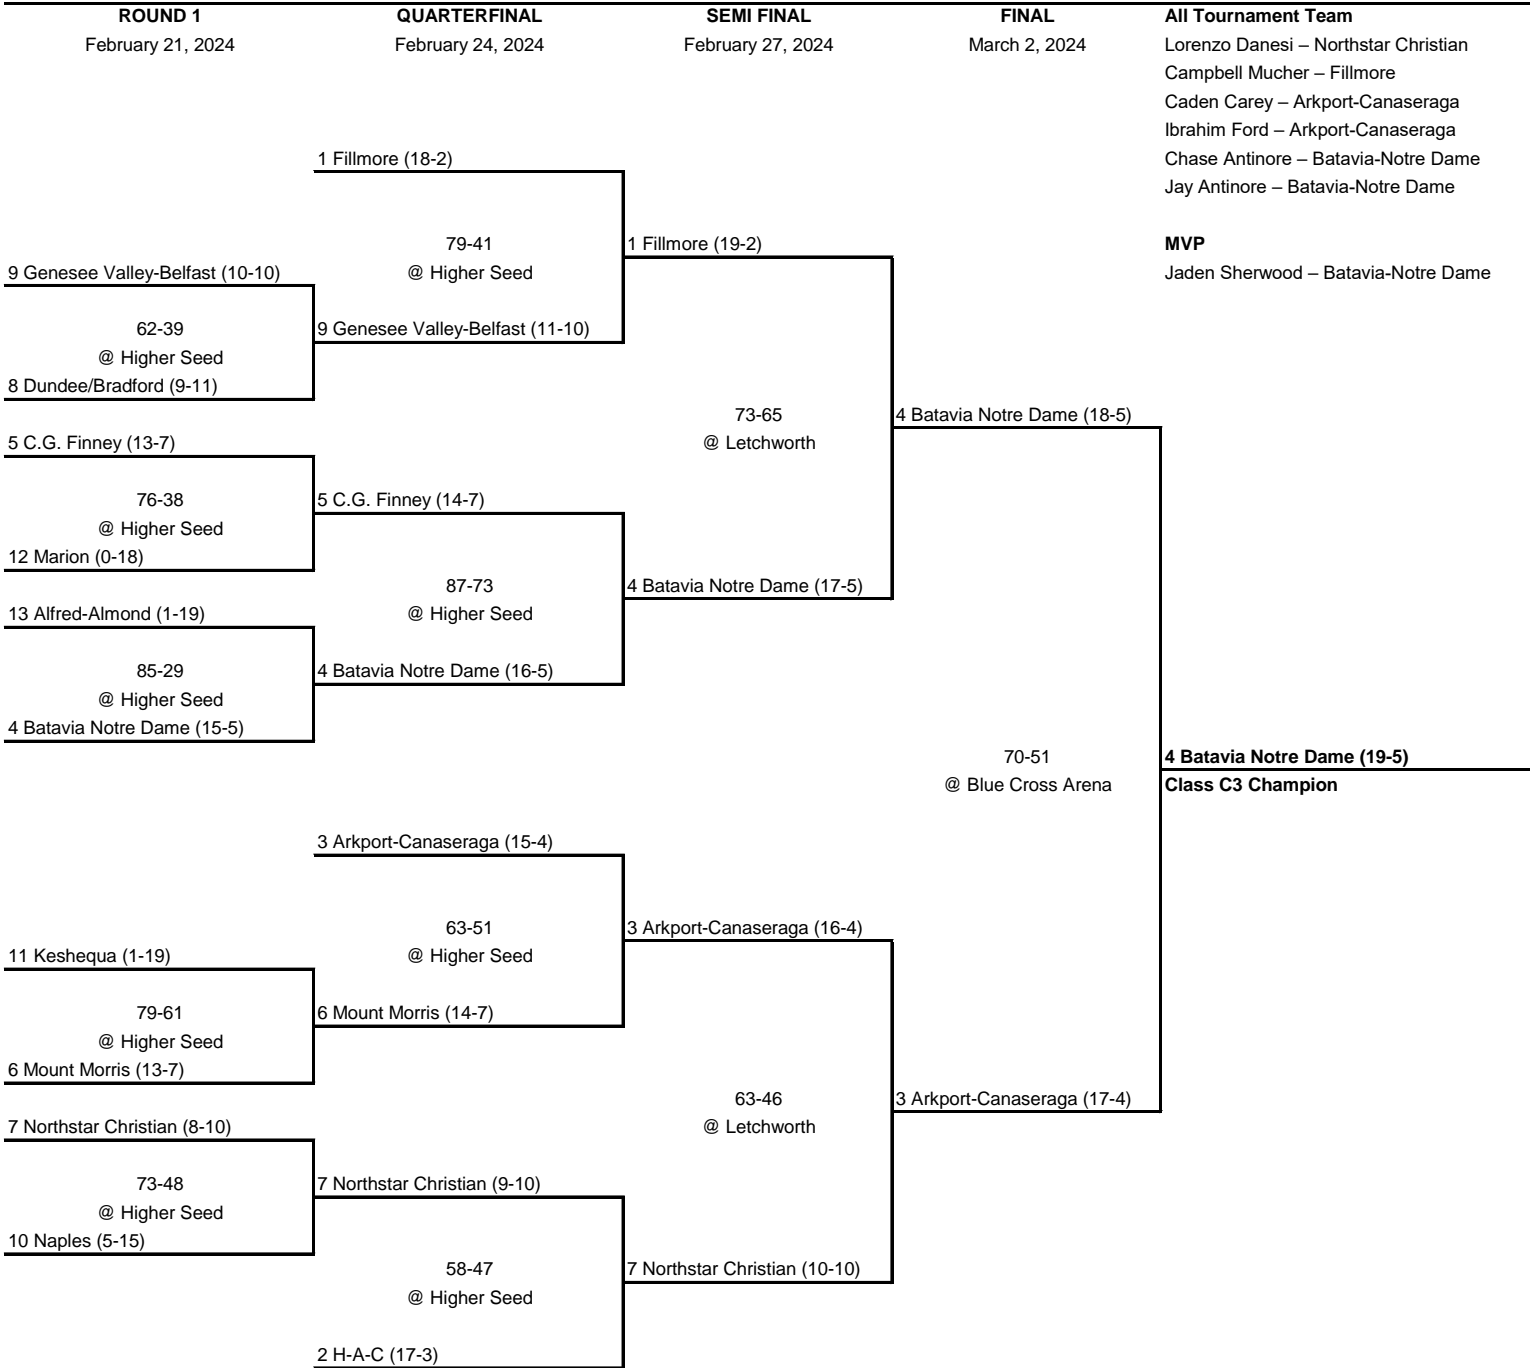 ROUND 1
February 21, 2024
QUARTERFINAL
February 24, 2024
SEMI FINAL
February 27, 2024
FINAL
March 2, 2024
All Tournament Team
Lorenzo Danesi – Northstar Christian
Campbell Mucher – Fillmore
Caden Carey – Arkport-Canaseraga
Ibrahim Ford – Arkport-Canaseraga
Chase Antinore – Batavia-Notre Dame
Jay Antinore – Batavia-Notre Dame
MVP
Jaden Sherwood – Batavia-Notre Dame
9 Genesee Valley-Belfast (10-10)
62-39
@ Higher Seed
8 Dundee/Bradford (9-11)
5 C.G. Finney (13-7)
76-38
@ Higher Seed
12 Marion (0-18)
13 Alfred-Almond (1-19)
85-29
@ Higher Seed
4 Batavia Notre Dame (15-5)
11 Keshequa (1-19)
79-61
@ Higher Seed
6 Mount Morris (13-7)
7 Northstar Christian (8-10)
73-48
@ Higher Seed
10 Naples (5-15)
1 Fillmore (18-2)
79-41
@ Higher Seed
9 Genesee Valley-Belfast (11-10)
5 C.G. Finney (14-7)
87-73
@ Higher Seed
4 Batavia Notre Dame (16-5)
3 Arkport-Canaseraga (15-4)
63-51
@ Higher Seed
6 Mount Morris (14-7)
7 Northstar Christian (9-10)
58-47
@ Higher Seed
2 H-A-C (17-3)
1 Fillmore (19-2)
73-65
@ Letchworth
4 Batavia Notre Dame (17-5)
3 Arkport-Canaseraga (16-4)
63-46
@ Letchworth
7 Northstar Christian (10-10)
4 Batavia Notre Dame (18-5)
70-51
@ Blue Cross Arena
3 Arkport-Canaseraga (17-4)
4 Batavia Notre Dame (19-5)
Class C3 Champion